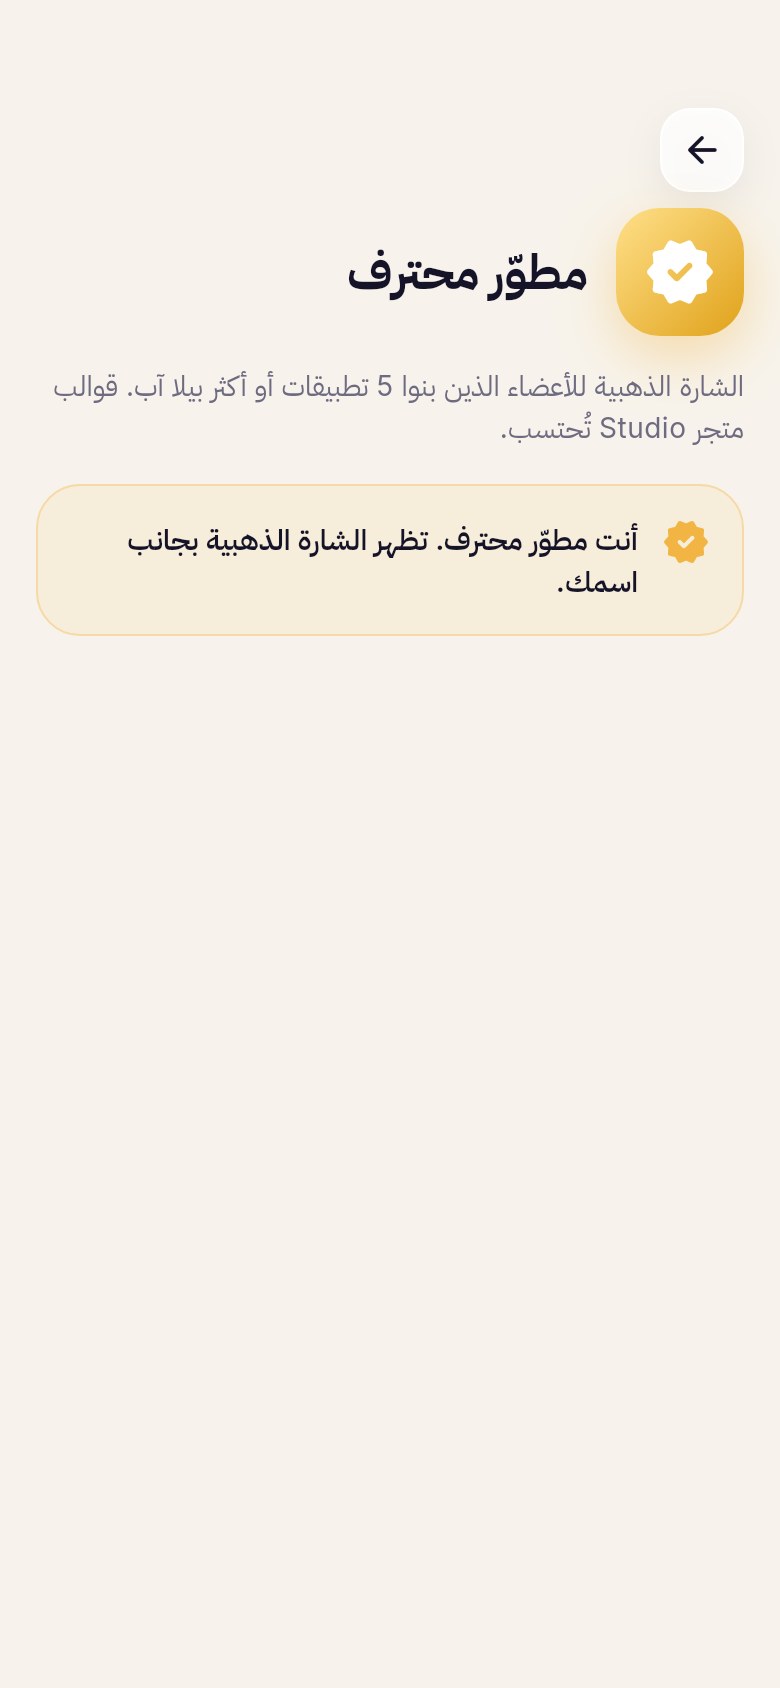 مطوّر محترف
الشارة الذهبية للأعضاء الذين بنوا 5 تطبيقات أو أكثر بيلا آب. قوالب
متجر Studio تُحتسب.
أنت مطوّر محترف. تظهر الشارة الذهبية بجانب
اسمك.